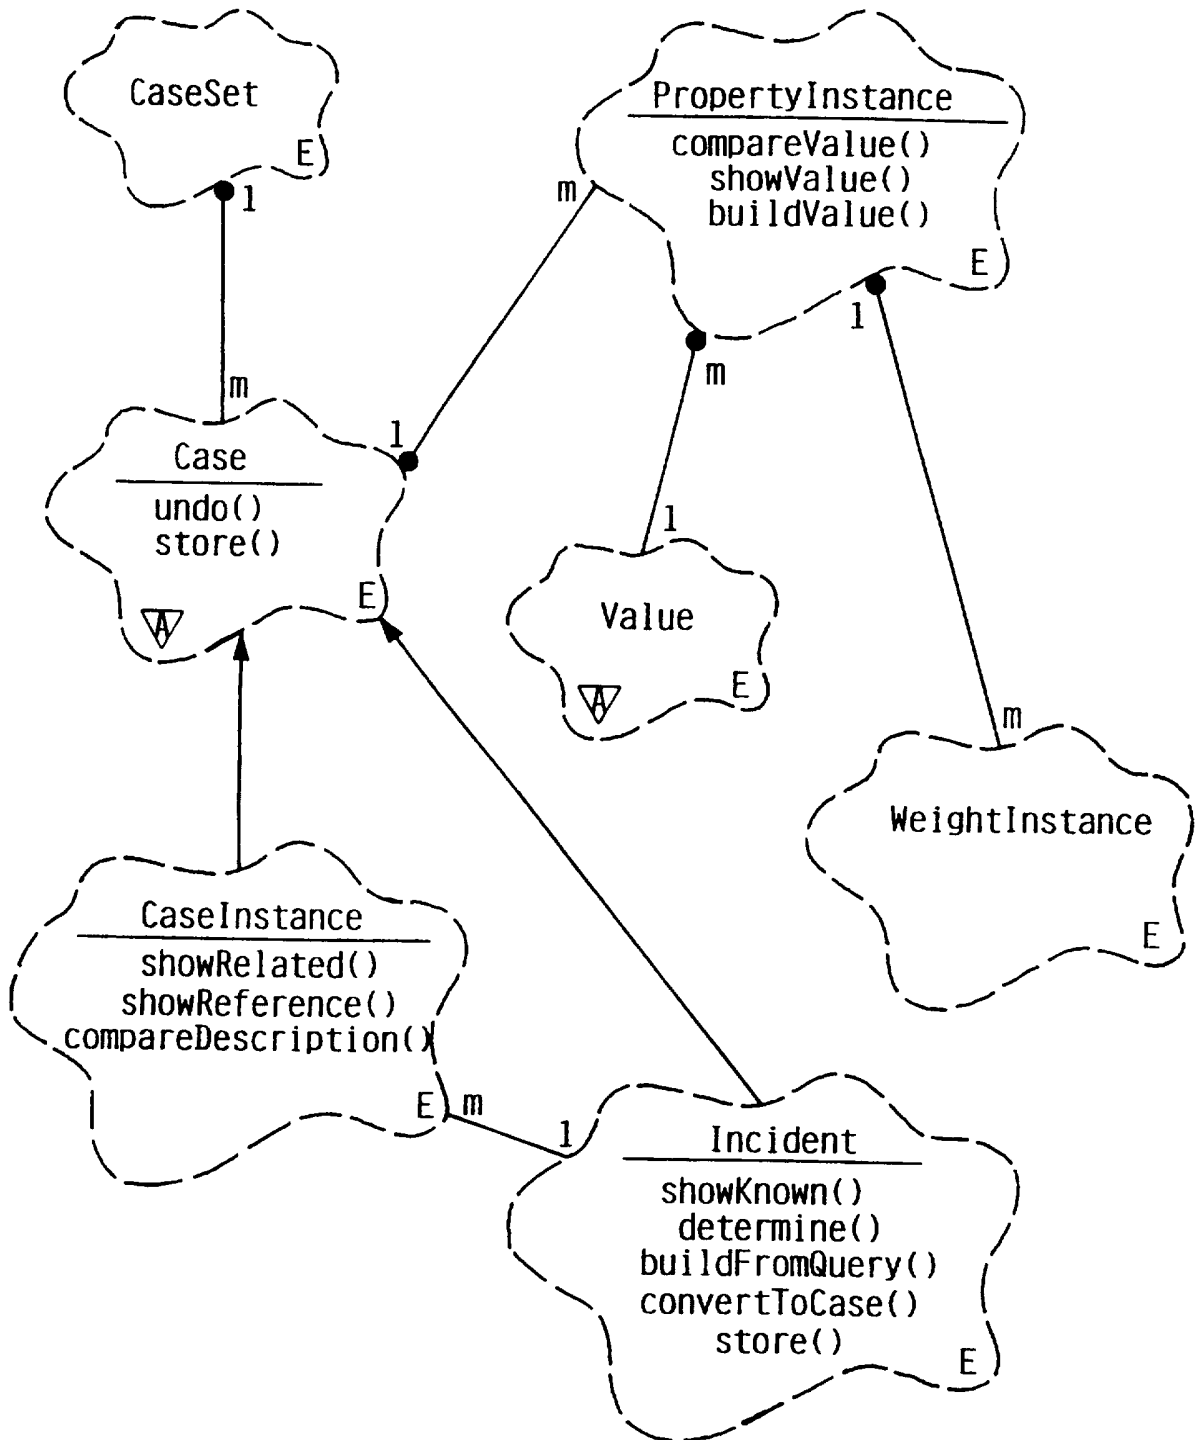 CaseSet
E
1
m
PropertyInstance
compareValue()
showValue()
buildValue()
E
m
1
m
1
1
m
Case
undo()
store()
E
A
Value
E
A
WeightInstance
E
CaseInstance
showRelated()
showReference()
compareDescription()
E
m
1
Incident
showKnown()
determine()
buildFromQuery()
convertToCase()
store()
E